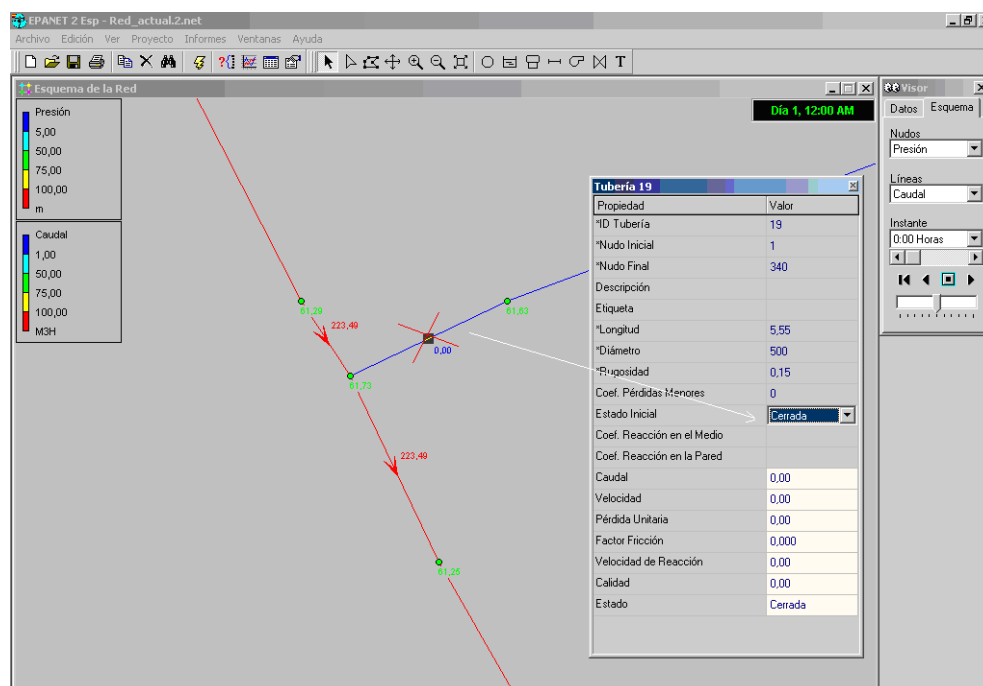 EPANET 2 Esp - Red_actual.2.net
Archivo Edición Ver Proyecto Informes Ventanas Ayuda
T
Esquema de la Red
Día 1, 12:00 AM
Presión
5,00
50,00
75,00
100,00
m
Caudal
1,00
50,00
75,00
100,00
M3H
61,29
223,49
0,00
61,83
61,73
223,49
61,25
Tubería 19
Propiedad Valor
*ID Tubería 19
*Nudo Inicial 1
*Nudo Final 340
Descripción
Etiqueta
*Longitud 5,55
*Diámetro 500
*Rugosidad 0,15
Coef. Pérdidas Menores 0
Estado Inicial Cerrada
Coef. Reacción en el Medio
Coef. Reacción en la Pared
Caudal 0,00
Velocidad 0,00
Pérdida Unitaria 0,00
Factor Fricción 0,000
Velocidad de Reacción 0,00
Calidad 0,00
Estado Cerrada
Visor
Datos Esquema
Nudos
Presión
Líneas
Caudal
Instante
0:00 Horas